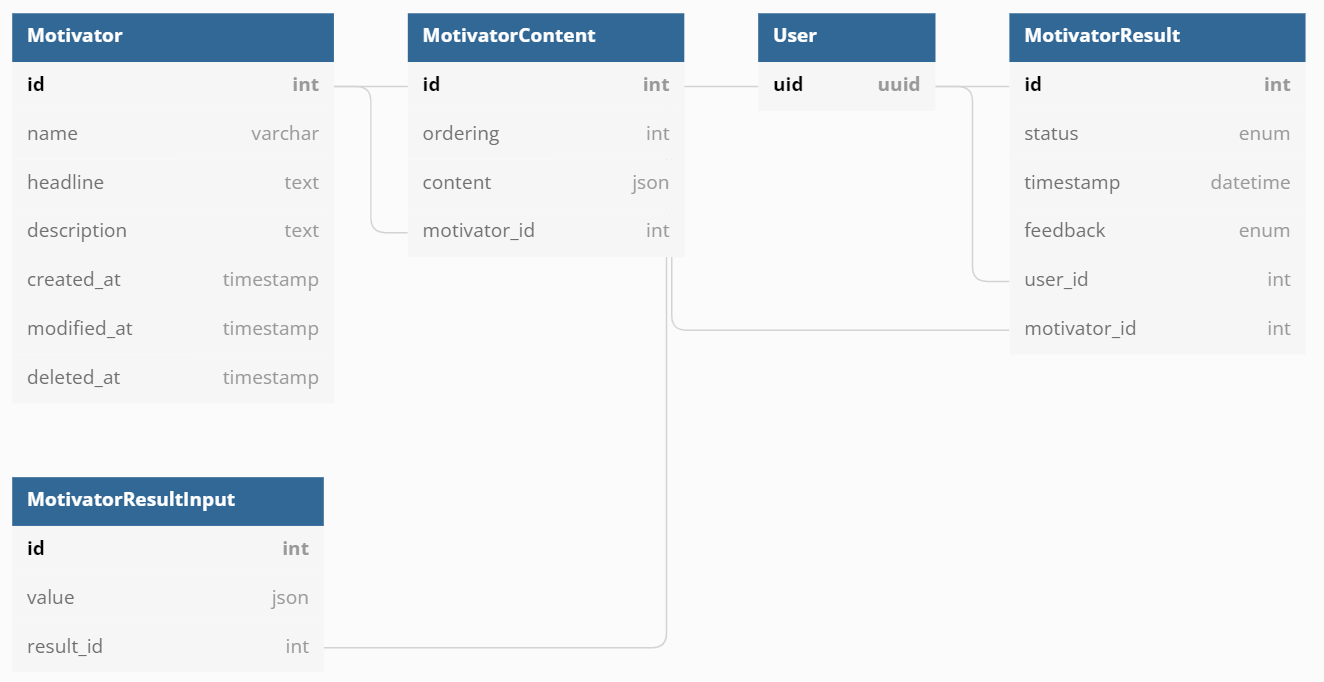 Motivator
id int
name varchar
headline text
description text
created_at timestamp
modified_at timestamp
deleted_at timestamp
MotivatorContent
id int
ordering int
content json
motivator_id int
User
uid uuid
MotivatorResult
id int
status enum
timestamp datetime
feedback enum
user_id int
motivator_id int
MotivatorResultInput
id int
value json
result_id int